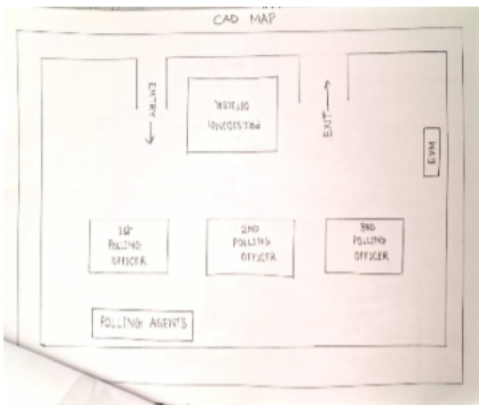 CAD MAP
ENTRY
PRESIDING
OFFICER
EXIT
EVM
1st
POLLING
OFFICER
2ND
POLLING
OFFICER
3RD
POLLING
OFFICER
POLLING AGENTS